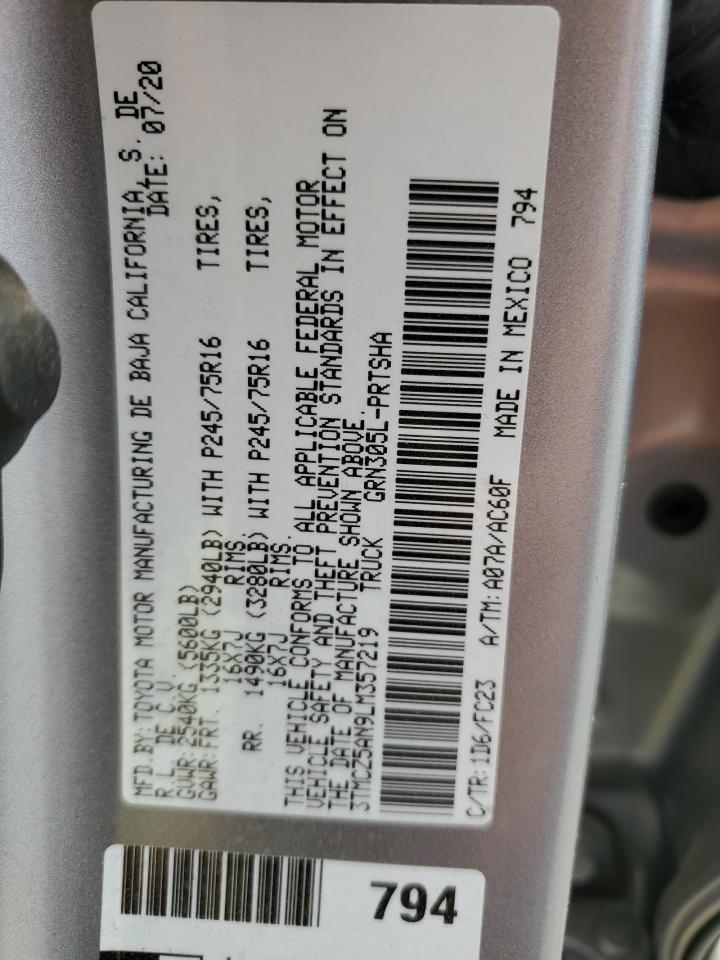 MFD.BY: TOYOTA MOTOR MANUFACTURING DE BAJA CALIFORNIA, S. DE
R.L. DE C.V. DATE: 07/20
GVWR: 2540KG (5600LB)
GAWR: FRT. 1335KG (2940LB) WITH P245/75R16 TIRES,
16X7J RIMS.
RR. 1490KG (3280LB) WITH P245/75R16 TIRES,
16X7J RIMS.
THIS VEHICLE CONFORMS TO ALL APPLICABLE FEDERAL MOTOR
VEHICLE SAFETY AND THEFT PREVENTION STANDARDS IN EFFECT ON
THE DATE OF MANUFACTURE SHOWN ABOVE.
3TMCZ5AN9LM357219 TRUCK GRN305L-PRTSHA
C/TR: 1D6/FC23 A/TM: A07A/AC60F MADE IN MEXICO 794
794